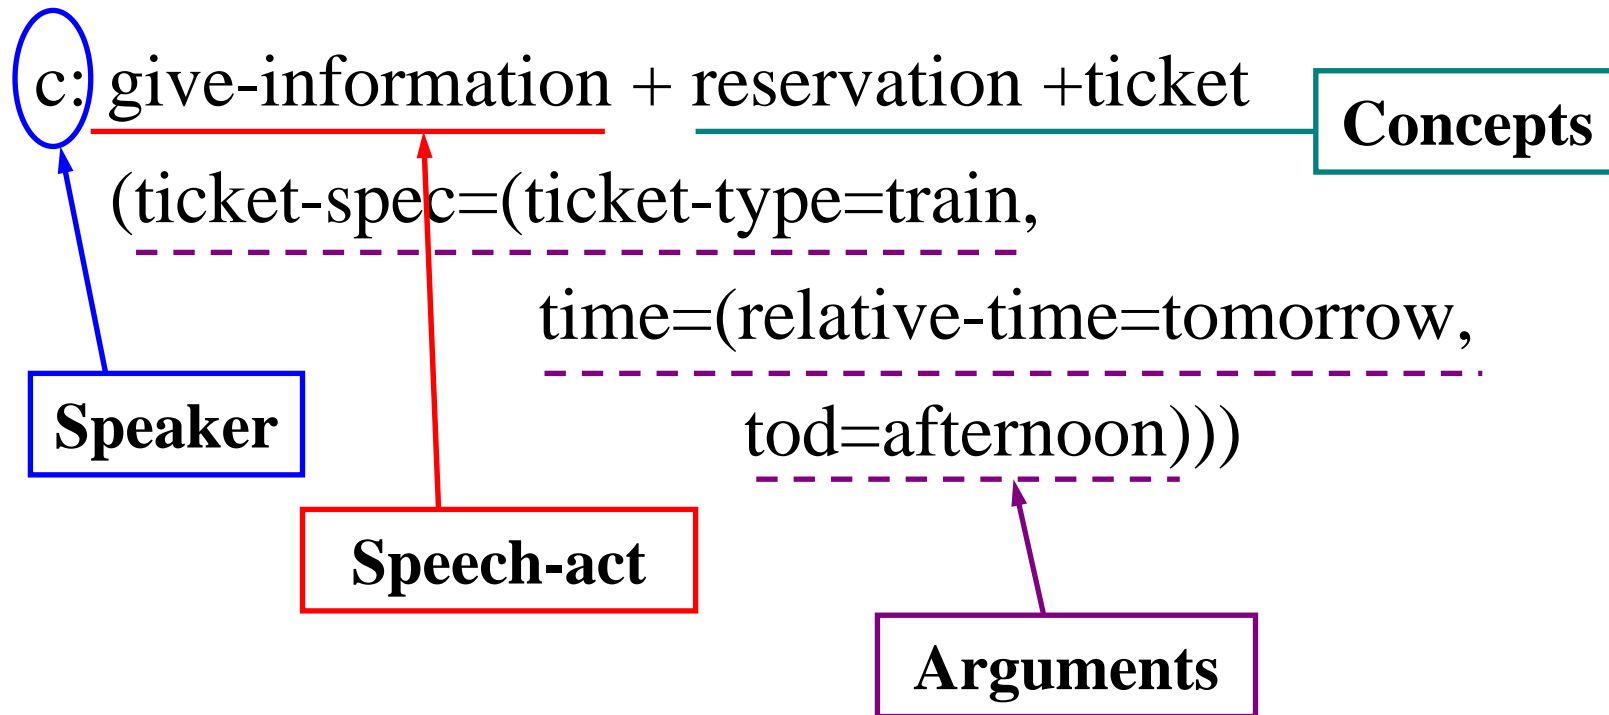 c: give-information + reservation +ticket
Concepts
(ticket-spec=(ticket-type=train,
time=(relative-time=tomorrow,
tod=afternoon)))
Speaker
Speech-act
Arguments